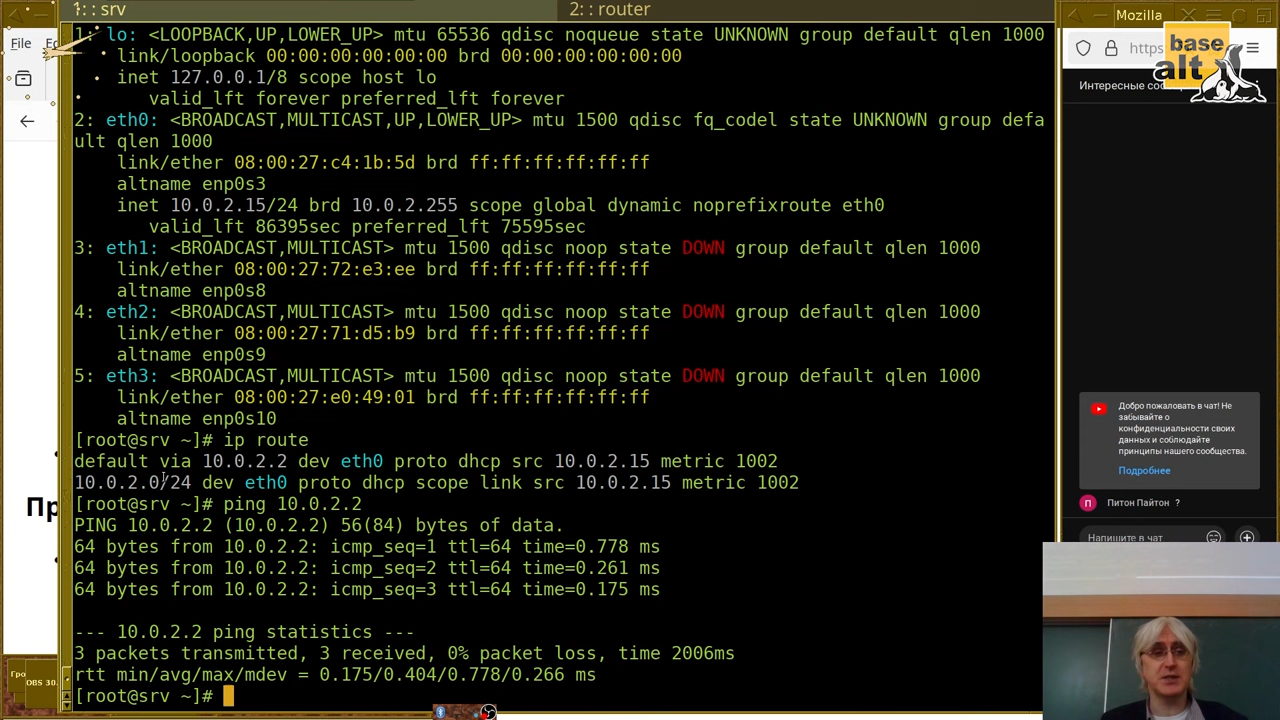 1: : srv
2: : router
Mozilla
File
https
base
alt
1: lo: <LOOPBACK,UP,LOWER_UP> mtu 65536 qdisc noqueue state UNKNOWN group default qlen 1000
link/loopback 00:00:00:00:00:00 brd 00:00:00:00:00:00
inet 127.0.0.1/8 scope host lo
valid_lft forever preferred_lft forever
2: eth0: <BROADCAST,MULTICAST,UP,LOWER_UP> mtu 1500 qdisc fq_codel state UNKNOWN group defa
ult qlen 1000
link/ether 08:00:27:c4:1b:5d brd ff:ff:ff:ff:ff:ff
altname enp0s3
inet 10.0.2.15/24 brd 10.0.2.255 scope global dynamic noprefixroute eth0
valid_lft 86395sec preferred_lft 75595sec
3: eth1: <BROADCAST,MULTICAST> mtu 1500 qdisc noop state DOWN group default qlen 1000
link/ether 08:00:27:72:e3:ee brd ff:ff:ff:ff:ff:ff
altname enp0s8
4: eth2: <BROADCAST,MULTICAST> mtu 1500 qdisc noop state DOWN group default qlen 1000
link/ether 08:00:27:71:d5:b9 brd ff:ff:ff:ff:ff:ff
altname enp0s9
5: eth3: <BROADCAST,MULTICAST> mtu 1500 qdisc noop state DOWN group default qlen 1000
link/ether 08:00:27:e0:49:01 brd ff:ff:ff:ff:ff:ff
altname enp0s10
[root@srv ~]# ip route
default via 10.0.2.2 dev eth0 proto dhcp src 10.0.2.15 metric 1002
10.0.2.0/24 dev eth0 proto dhcp scope link src 10.0.2.15 metric 1002
[root@srv ~]# ping 10.0.2.2
PING 10.0.2.2 (10.0.2.2) 56(84) bytes of data.
64 bytes from 10.0.2.2: icmp_seq=1 ttl=64 time=0.778 ms
64 bytes from 10.0.2.2: icmp_seq=2 ttl=64 time=0.261 ms
64 bytes from 10.0.2.2: icmp_seq=3 ttl=64 time=0.175 ms
--- 10.0.2.2 ping statistics ---
3 packets transmitted, 3 received, 0% packet loss, time 2006ms
rtt min/avg/max/mdev = 0.175/0.404/0.778/0.266 ms
[root@srv ~]#
Пр
Гро
OBS 30.
Интересные
Добро пожаловать в чат! Не
забывайте о
конфиденциальности своих
данных и соблюдайте
принципы нашего сообщества.
Подробнее
П Питон Пайтон ?
Напишите в чат